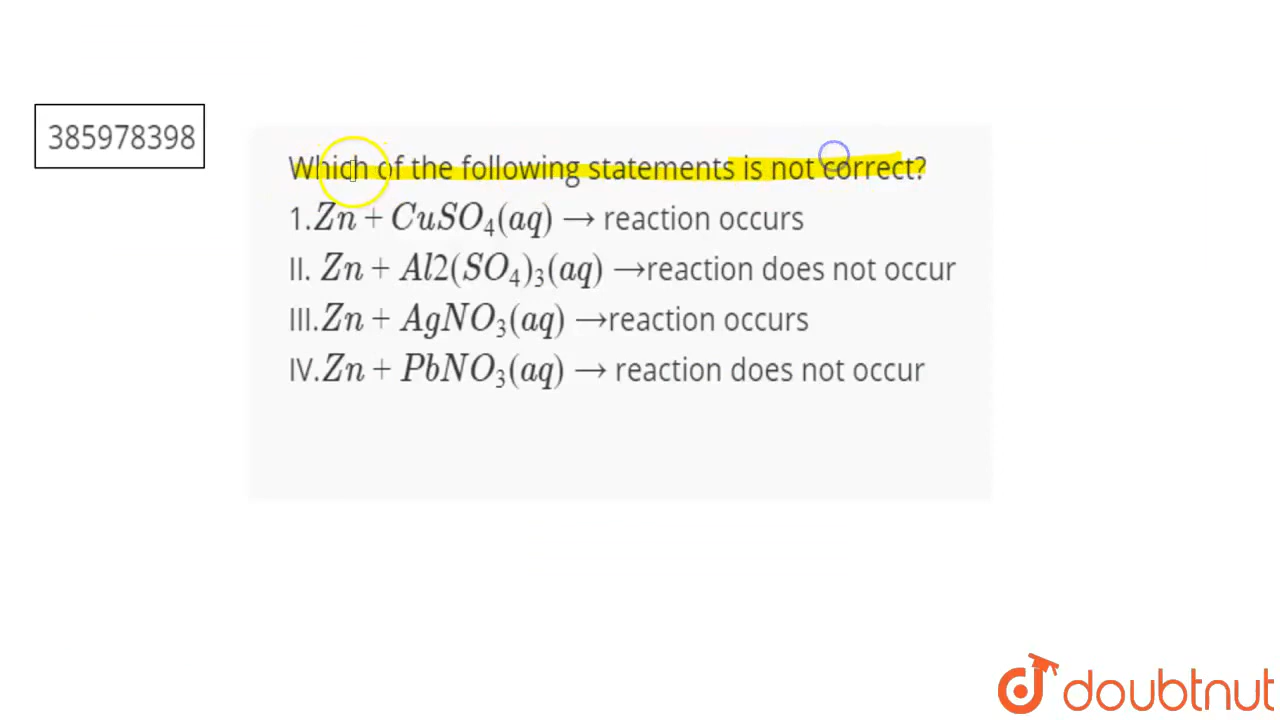 385978398
Which of the following statements is not correct?
1.Zn + CuSO₄(aq) → reaction occurs
II. Zn + Al2(SO₄)₃(aq) →reaction does not occur
III.Zn + AgNO₃(aq) →reaction occurs
IV.Zn + PbNO₃(aq) → reaction does not occur
doubtnut